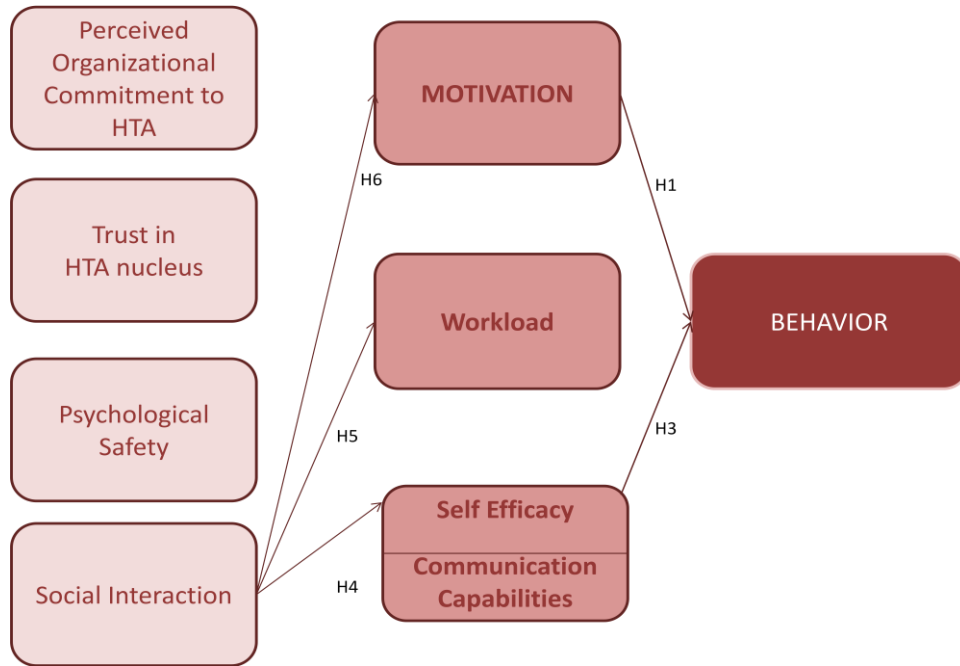 Perceived
Organizational
Commitment to
HTA
Trust in
HTA nucleus
Psychological
Safety
Social Interaction
H6
H5
H4
MOTIVATION
Workload
Self Efficacy
Communication
Capabilities
H1
H3
BEHAVIOR